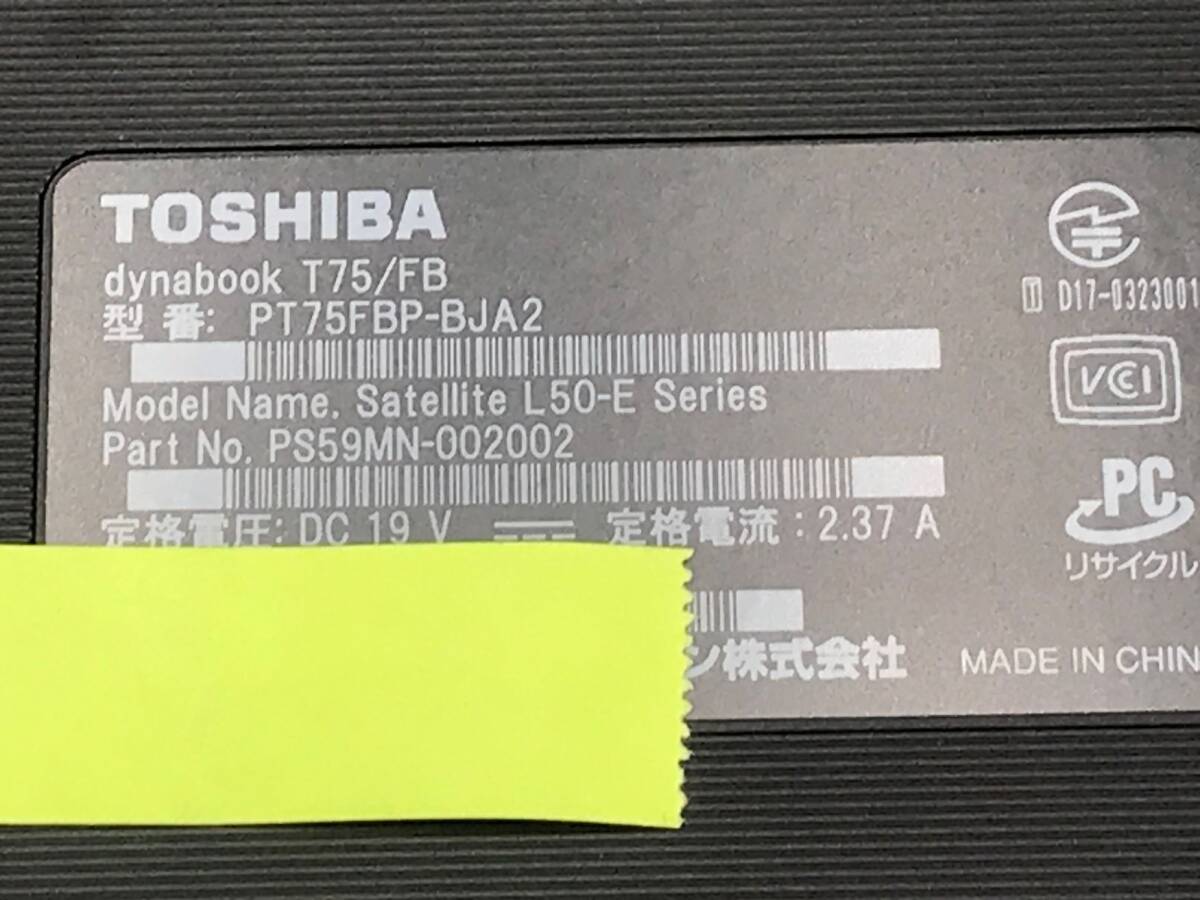 TOSHIBA
dynabook T75/FB
型 番: PT75FBP-BJA2
Model Name. Satellite L50-E Series
Part No. PS59MN-002002
定格電圧: DC 19 V 定格電流 : 2.37 A
ン株式会社
MADE IN CHIN
T D17-0323001
VCCI
PC
リサイクル